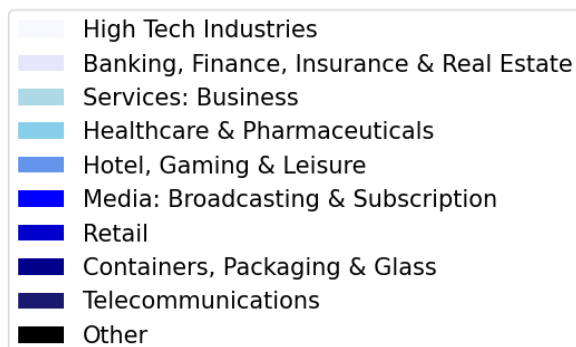 High Tech Industries
Banking, Finance, Insurance & Real Estate
Services: Business
Healthcare & Pharmaceuticals
Hotel, Gaming & Leisure
Media: Broadcasting & Subscription
Retail
Containers, Packaging & Glass
Telecommunications
Other